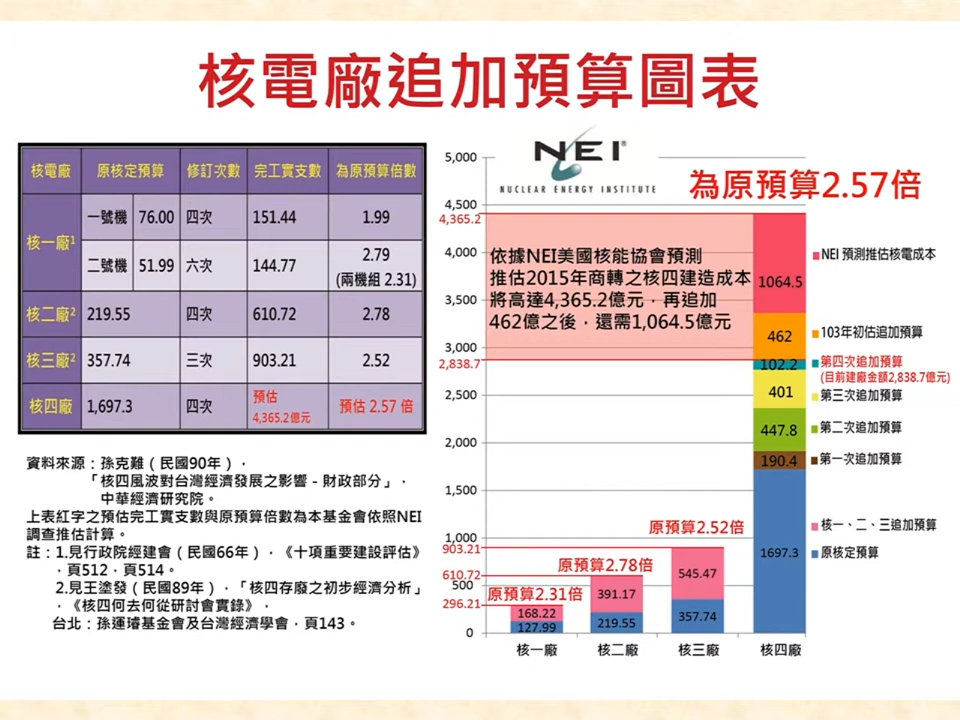 核電廠追加預算圖表
核電廠 原核定預算 修訂次數 完工實支數 為原預算倍數
核一廠1 一號機 76.00 四次 151.44 1.99
二號機 51.99 六次 144.77 2.79
(兩機組 2.31)
核二廠2 219.55 四次 610.72 2.78
核三廠2 357.74 三次 903.21 2.52
核四廠 1,697.3 四次 預估 4,365.2億元 預估 2.57 倍
資料來源：孫克難（民國90年），
「核四風波對台灣經濟發展之影響－財政部分」，
中華經濟研究院。
上表紅字之預估完工實支數與原預算倍數為本基金會依照NEI
調查推估計算。
註：1.見行政院經建會（民國66年），《十項重要建設評估》
，頁512，頁514。
2.見王塗發（民國89年），「核四存廢之初步經濟分析」
，《核四何去何從研討會實錄》，
台北：孫運璿基金會及台灣經濟學會，頁143。
NEI®
NUCLEAR ENERGY INSTITUTE
為原預算2.57倍
5,000
4,500
4,365.2
4,000
3,500
3,000
2,838.7
2,500
2,000
1,500
1,000
903.21
610.72
500
296.21
0
依據NEI美國核能協會預測
推估2015年商轉之核四建造成本
將高達4,365.2億元，再追加
462億之後，還需1,064.5億元
原預算2.31倍
168.22
127.99
原預算2.78倍
391.17
219.55
原預算2.52倍
545.47
357.74
1064.5
462
102.2
401
447.8
190.4
1697.3
核一廠 核二廠 核三廠 核四廠
NEI 預測推估核電成本
103年初估追加預算
第四次追加預算
(目前建廠金額2,838.7億元)
第三次追加預算
第二次追加預算
第一次追加預算
核一、二、三追加預算
原核定預算